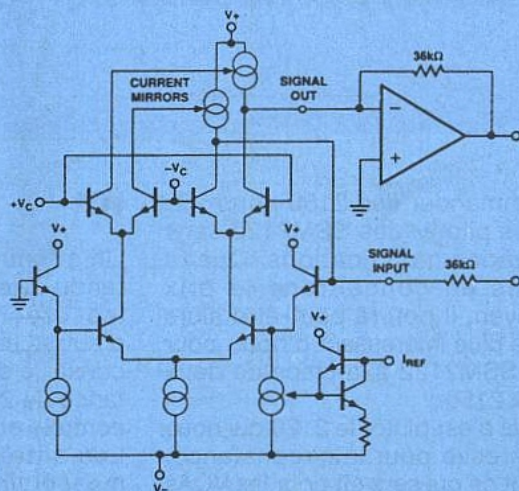 V+
36kΩ
SIGNAL
OUT
CURRENT
MIRRORS
−
+
+VC
−VC
V+
V+
SIGNAL
INPUT
36kΩ
V+
IREF